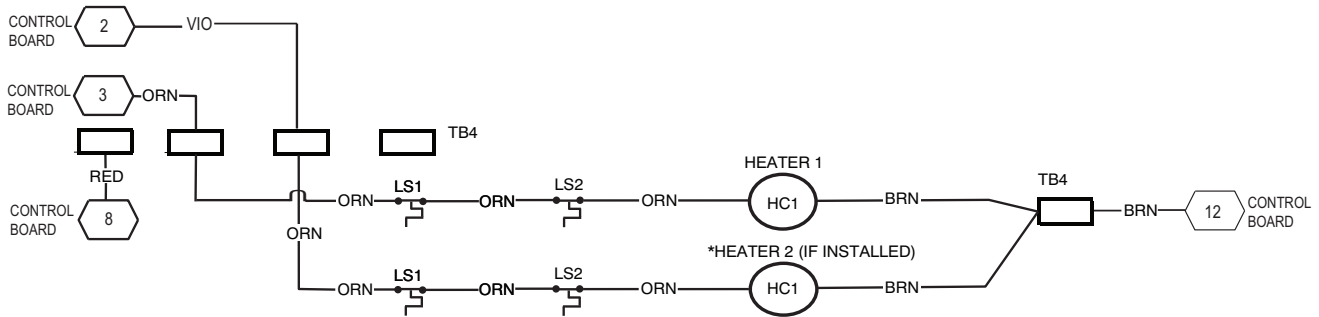 CONTROL
BOARD
2
VIO
CONTROL
BOARD
3
ORN
TB4
RED
CONTROL
BOARD
8
ORN
LS1
ORN
LS2
ORN
HEATER 1
HC1
BRN
TB4
BRN
12
CONTROL
BOARD
ORN
*HEATER 2 (IF INSTALLED)
ORN
LS1
ORN
LS2
ORN
HC1
BRN